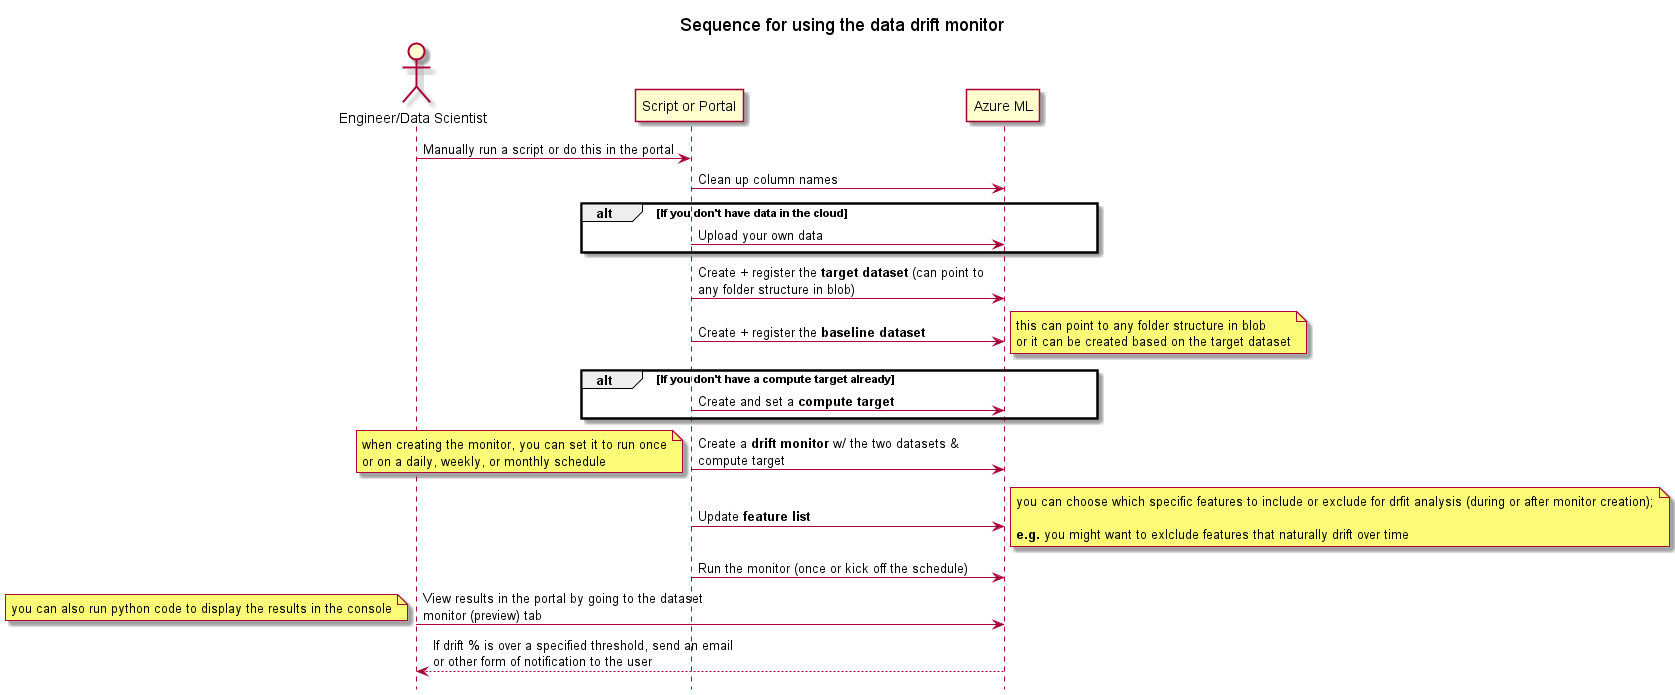 Sequence for using the data drift monitor
Engineer/Data Scientist
Script or Portal
Azure ML
Manually run a script or do this in the portal
Clean up column names
alt
[If you don't have data in the cloud]
Upload your own data
Create + register the target dataset (can point to
any folder structure in blob)
Create + register the baseline dataset
this can point to any folder structure in blob
or it can be created based on the target dataset
alt
[If you don't have a compute target already]
Create and set a compute target
when creating the monitor, you can set it to run once
or on a daily, weekly, or monthly schedule
Create a drift monitor w/ the two datasets &
compute target
you can choose which specific features to include or exclude for drfit analysis (during or after monitor creation);
Update feature list
e.g. you might want to exlclude features that naturally drift over time
Run the monitor (once or kick off the schedule)
you can also run python code to display the results in the console
View results in the portal by going to the dataset
monitor (preview) tab
If drift % is over a specified threshold, send an email
or other form of notification to the user